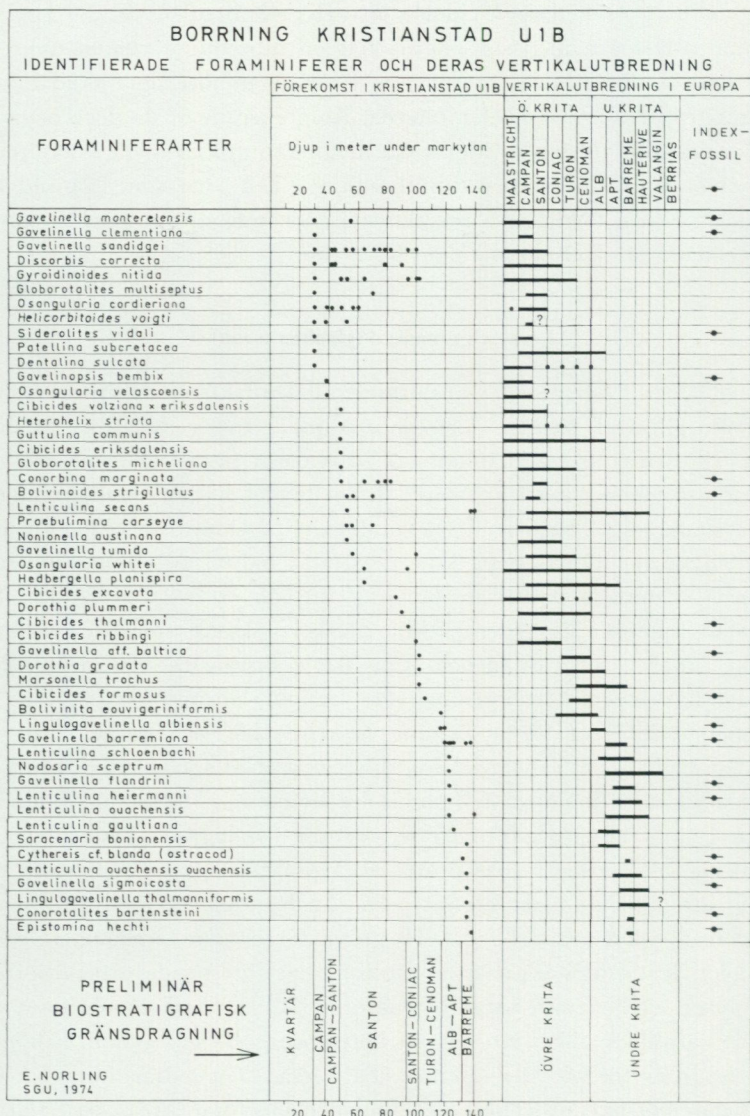 BORRNING KRISTIANSTAD U1B
IDENTIFIERADE FORAMINIFERER OCH DERAS VERTIKALUTBREDNING
FÖREKOMST I KRISTIANSTAD U1B
VERTIKALUTBREDNING I EUROPA
FORAMINIFERARTER
Djup i meter under markytan
20 40 60 80 100 120 140
Ö. KRITA
U. KRITA
MAASTRICHT
CAMPAN
SANTON
CONIAC
TURON
CENOMAN
ALB
APT
BARREME
HAUTERIVE
VALANGIN
BERRIAS
INDEX-
FOSSIL
Gavelinella monterelensis
Gavelinella clementiana
Gavelinella sandidgei
Discorbis correcta
Gyroidinoides nitida
Globorotalites multiseptus
Osangularia cordieriana
Helicorbitoides voigti ?
Siderolites vidali
Patellina subcretacea
Dentalina sulcata
Gavelinopsis bembix
Osangularia velascoensis ?
Cibicides volziana × eriksdalensis
Heterohelix striata
Guttulina communis
Cibicides eriksdalensis
Globorotalites micheliana
Conorbina marginata
Bolivinoides strigillatus
Lenticulina secans
Praebulimina carseyae
Nonionella austinana
Gavelinella tumida
Osangularia whitei
Hedbergella planispira
Cibicides excavata
Dorothia plummeri
Cibicides thalmanni
Cibicides ribbingi
Gavelinella aff. baltica
Dorothia gradata
Marsonella trochus
Cibicides formosus
Bolivinita eouvigeriniformis
Lingulogavelinella albiensis
Gavelinella barremiana
Lenticulina schloenbachi
Nodosaria sceptrum
Gavelinella flandrini
Lenticulina heiermanni
Lenticulina ouachensis
Lenticulina gaultiana
Saracenaria bononiensis
Cythereis cf. blanda (ostracod)
Lenticulina ouachensis ouachensis
Gavelinella sigmoicosta
Lingulogavelinella thalmanniformis ?
Conorotalites bartensteini
Epistomina hechti
PRELIMINÄR
BIOSTRATIGRAFISK
GRÄNSDRAGNING
E. NORLING
SGU, 1974
KVARTÄR
CAMPAN
CAMPAN-SANTON
SANTON
SANTON-CONIAC
TURON-CENOMAN
ALB-APT
BARREME
ÖVRE KRITA
UNDRE KRITA
20 40 60 80 100 120 140